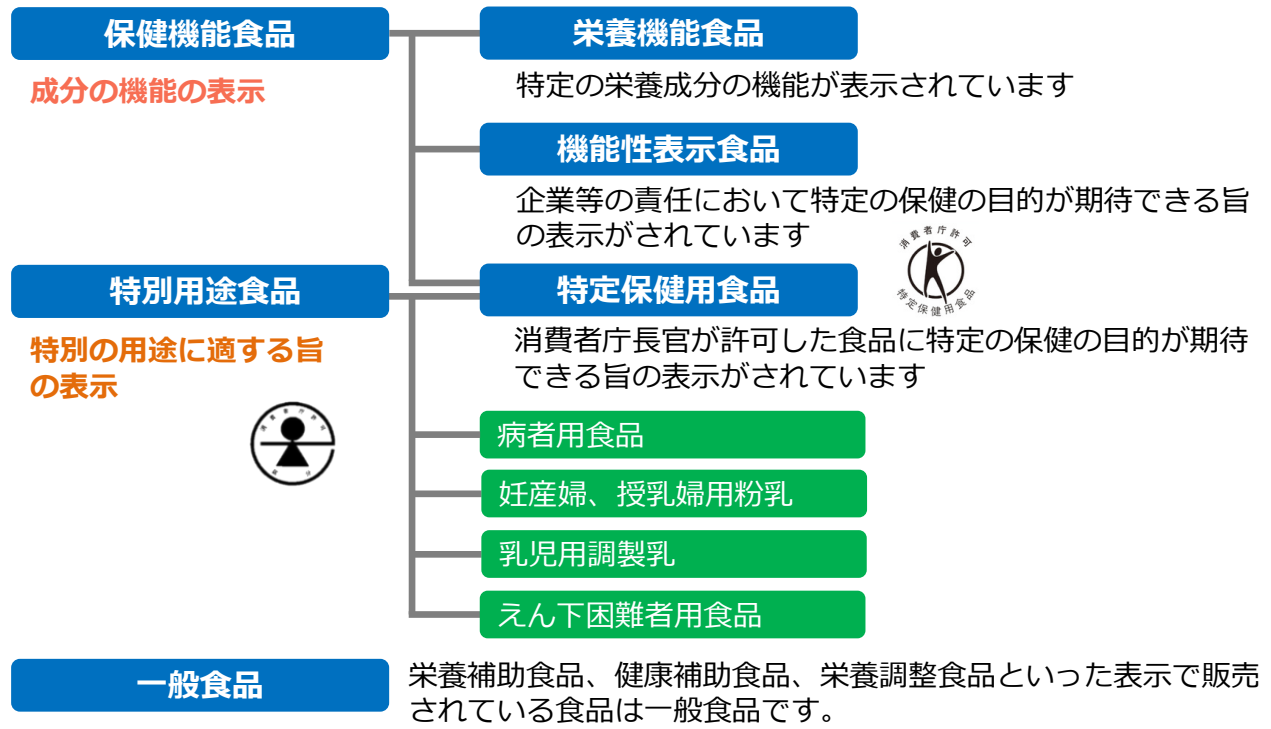 保健機能食品
成分の機能の表示
栄養機能食品
特定の栄養成分の機能が表示されています
機能性表示食品
企業等の責任において特定の保健の目的が期待できる旨
の表示がされています
特別用途食品
特別の用途に適する旨
の表示
特定保健用食品
消費者庁許可
特定保健用食品
消費者庁長官が許可した食品に特定の保健の目的が期待
できる旨の表示がされています
消費者庁許可
区分
病者用食品
妊産婦、授乳婦用粉乳
乳児用調製乳
えん下困難者用食品
一般食品
栄養補助食品、健康補助食品、栄養調整食品といった表示で販売
されている食品は一般食品です。